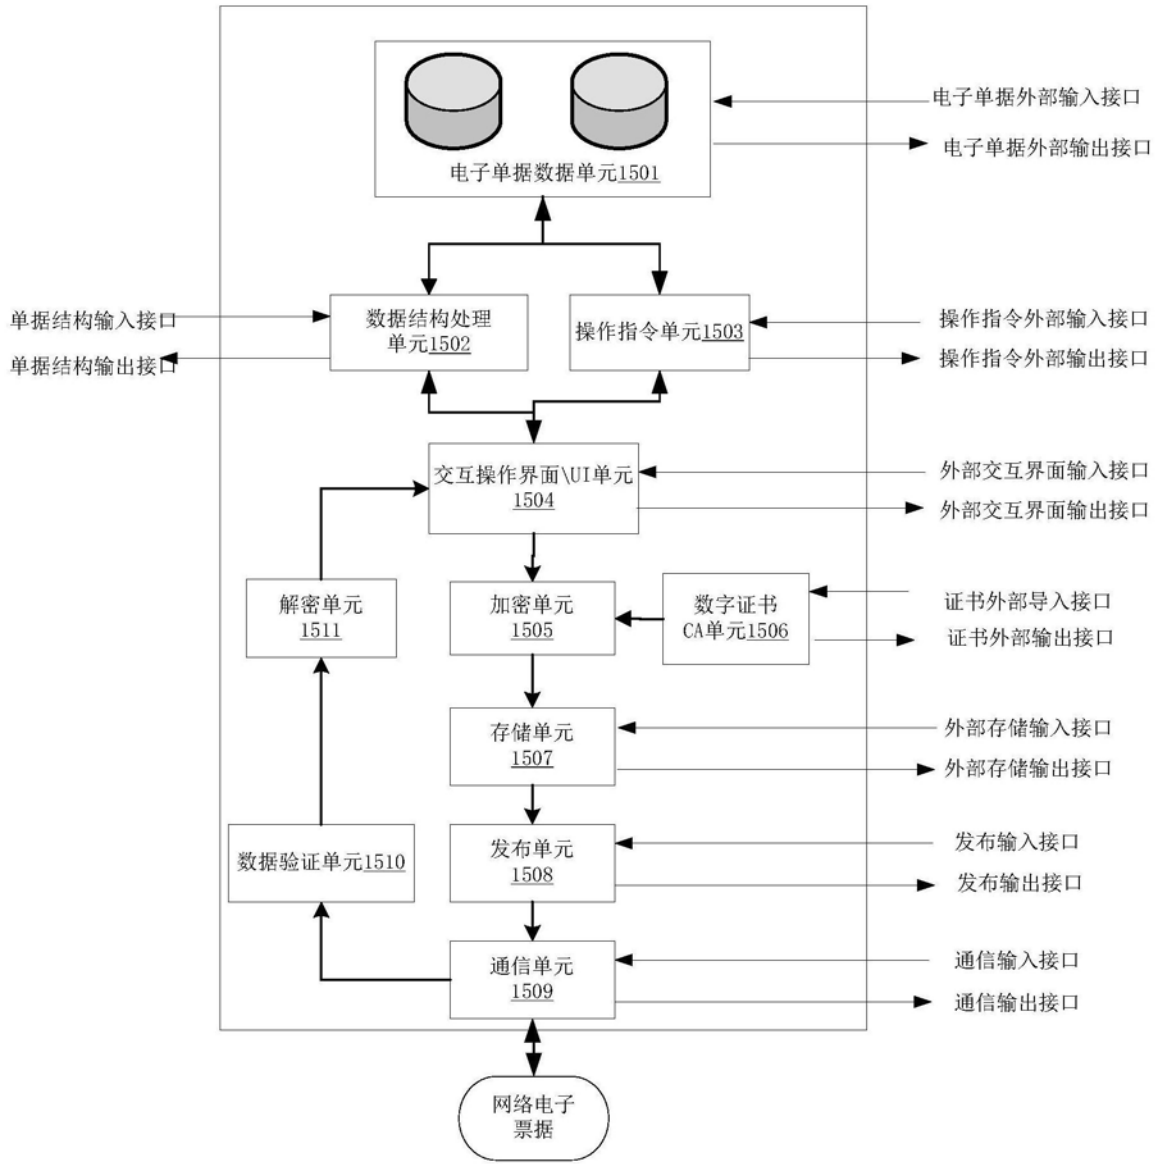 电子单据外部输入接口
电子单据外部输出接口
电子单据数据单元1501
单据结构输入接口
单据结构输出接口
数据结构处理
单元1502
操作指令单元1503
操作指令外部输入接口
操作指令外部输出接口
交互操作界面\UI单元
1504
外部交互界面输入接口
外部交互界面输出接口
解密单元
1511
加密单元
1505
数字证书
CA单元1506
证书外部导入接口
证书外部输出接口
存储单元
1507
外部存储输入接口
外部存储输出接口
数据验证单元1510
发布单元
1508
发布输入接口
发布输出接口
通信单元
1509
通信输入接口
通信输出接口
网络电子
票据